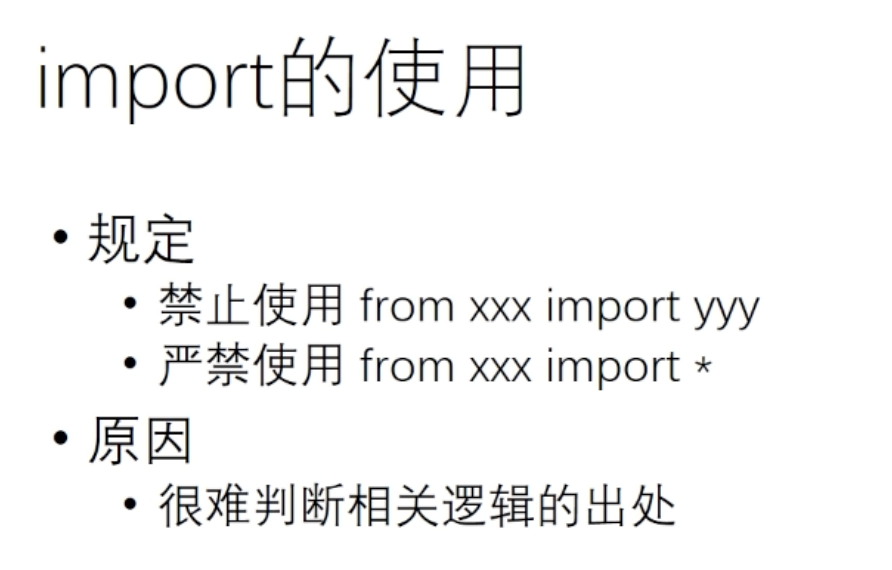 import的使用
• 规定
• 禁止使用 from xxx import yyy
• 严禁使用 from xxx import *
• 原因
• 很难判断相关逻辑的出处